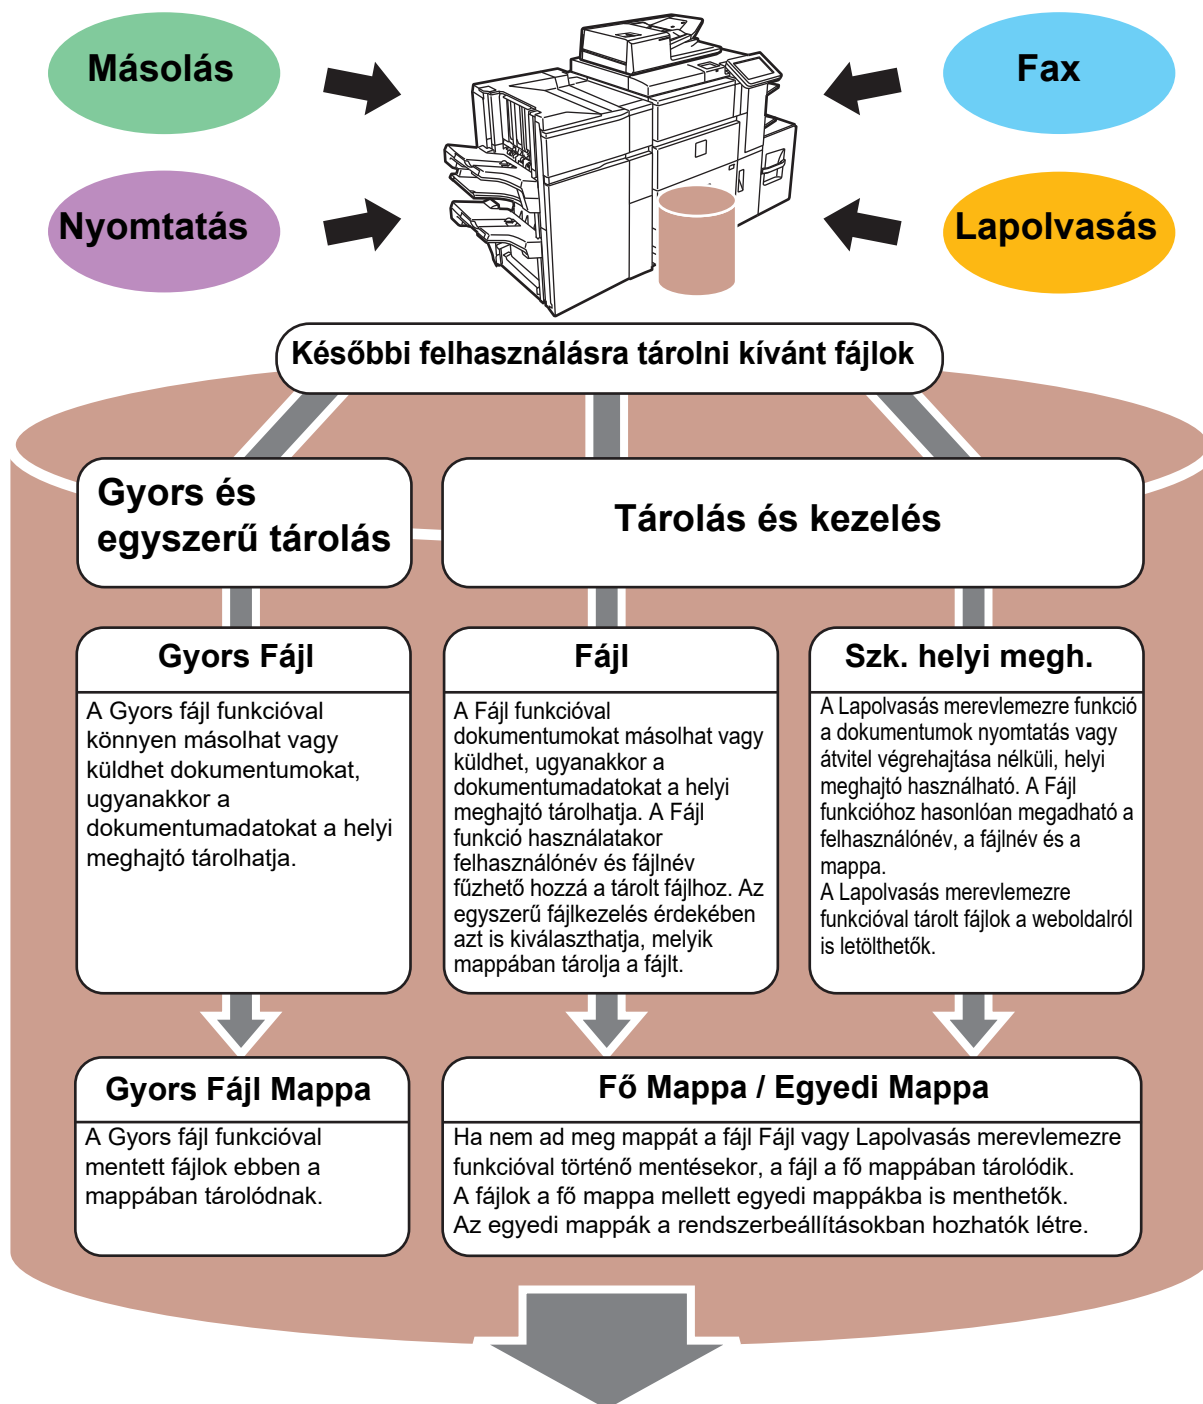 Másolás
Fax
Nyomtatás
Lapolvasás
Későbbi felhasználásra tárolni kívánt fájlok
Gyors és
egyszerű tárolás
Tárolás és kezelés
Gyors Fájl
A Gyors fájl funkcióval
könnyen másolhat vagy
küldhet dokumentumokat,
ugyanakkor a
dokumentumadatokat a helyi
meghajtó tárolhatja.
Fájl
A Fájl funkcióval
dokumentumokat másolhat vagy
küldhet, ugyanakkor a
dokumentumadatokat a helyi
meghajtó tárolhatja. A Fájl
funkció használatakor
felhasználónév és fájlnév
fűzhető hozzá a tárolt fájlhoz. Az
egyszerű fájlkezelés érdekében
azt is kiválaszthatja, melyik
mappában tárolja a fájlt.
Szk. helyi megh.
A Lapolvasás merevlemezre funkció
a dokumentumok nyomtatás vagy
átvitel végrehajtása nélküli, helyi
meghajtó használható. A Fájl
funkcióhoz hasonlóan megadható a
felhasználónév, a fájlnév és a
mappa.
A Lapolvasás merevlemezre
funkcióval tárolt fájlok a weboldalról
is letölthetők.
Gyors Fájl Mappa
A Gyors fájl funkcióval
mentett fájlok ebben a
mappában tárolódnak.
Fő Mappa / Egyedi Mappa
Ha nem ad meg mappát a fájl Fájl vagy Lapolvasás merevlemezre
funkcióval történő mentésekor, a fájl a fő mappában tárolódik.
A fájlok a fő mappa mellett egyedi mappákba is menthetők.
Az egyedi mappák a rendszerbeállításokban hozhatók létre.